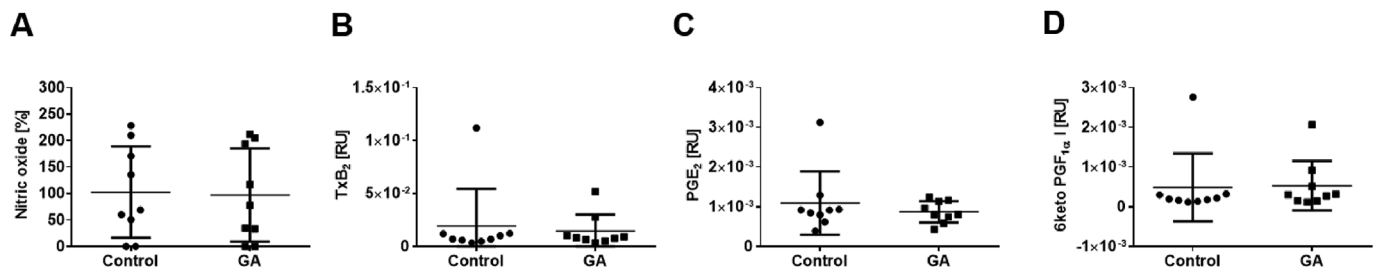 A
B
C
D
Nitric oxide [%]
300
250
200
150
100
50
0
Control
GA
TxB₂ [RU]
1.5×10⁻¹
1×10⁻¹
5×10⁻²
0
Control
GA
PGE₂ [RU]
4×10⁻³
3×10⁻³
2×10⁻³
1×10⁻³
0
Control
GA
6keto PGF₁α I [RU]
3×10⁻³
2×10⁻³
1×10⁻³
0
-1×10⁻³
Control
GA